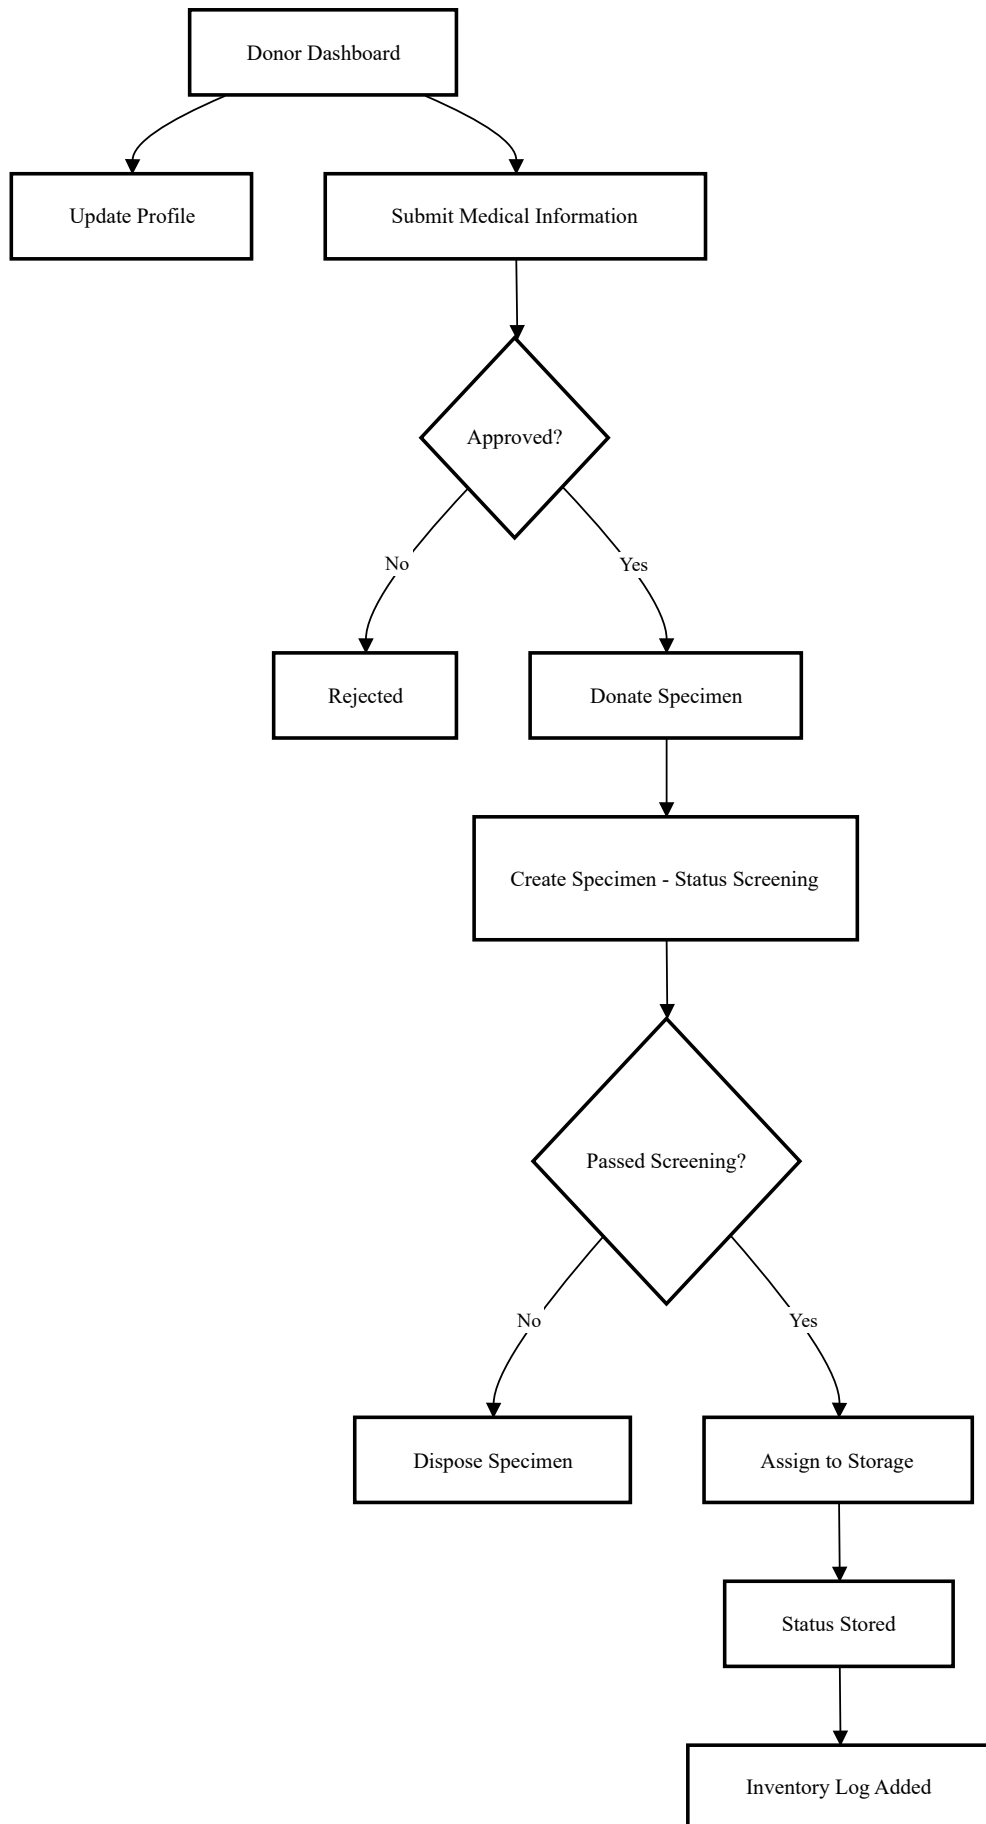 Donor Dashboard
Update Profile
Submit Medical Information
Approved?
No
Yes
Rejected
Donate Specimen
Create Specimen - Status Screening
Passed Screening?
No
Yes
Dispose Specimen
Assign to Storage
Status Stored
Inventory Log Added